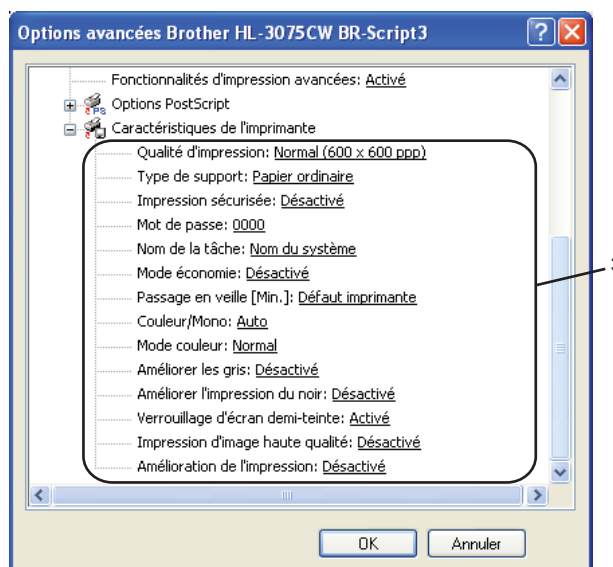 Options avancées Brother HL-3075CW BR-Script3
Fonctionnalités d'impression avancées: Activé
Options PostScript
Caractéristiques de l'imprimante
Qualité d'impression: Normal (600 x 600 ppp)
Type de support: Papier ordinaire
Impression sécurisée: Désactivé
Mot de passe: 0000
Nom de la tâche: Nom du système
Mode économie: Désactivé
Passage en veille [Min.]: Défaut imprimante
Couleur/Mono: Auto
Mode couleur: Normal
Améliorer les gris: Désactivé
Améliorer l'impression du noir: Désactivé
Verrouillage d'écran demi-teinte: Activé
Impression d'image haute qualité: Désactivé
Amélioration de l'impression: Désactivé
OK
Annuler